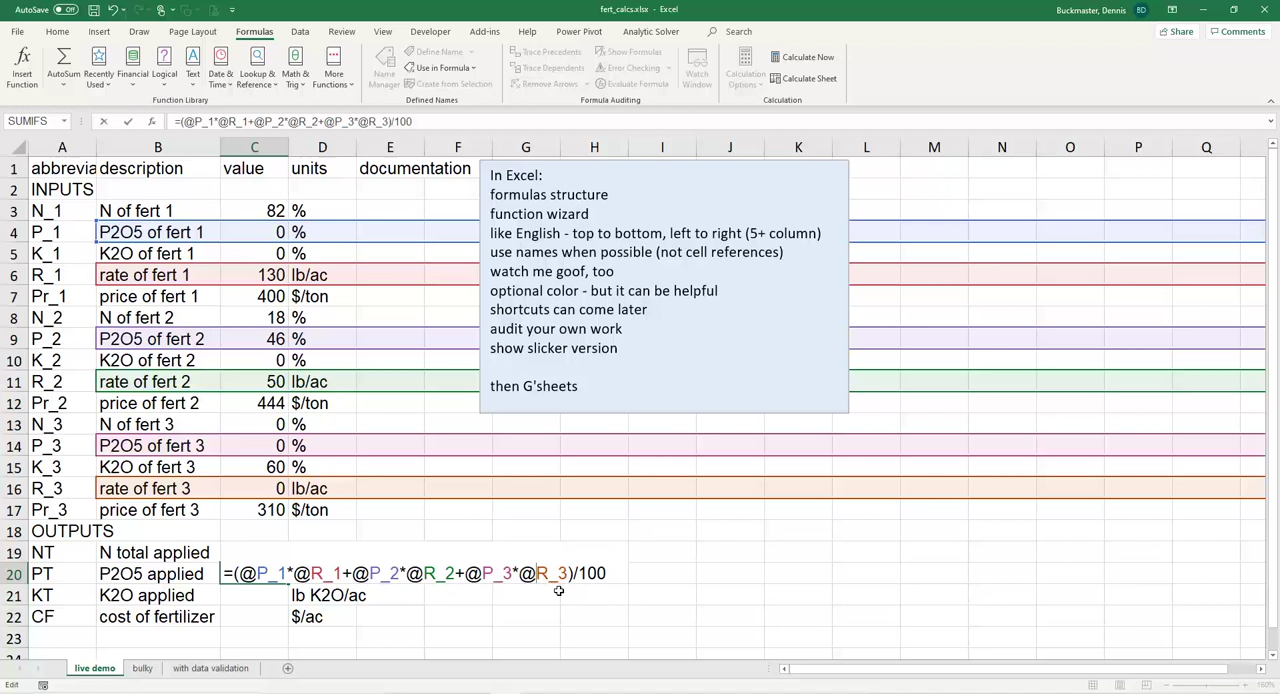 AutoSave Off fert_calcs.xlsx - Excel Buckmaster, Dennis BD
File Home Insert Draw Page Layout Formulas Data Review View Developer Add-ins Help Power Pivot Analytic Solver Search Share Comments
fx Insert Function AutoSum Recently Used Financial Logical Text Date & Time Lookup & Reference Math & Trig More Functions Name Manager Define Name Use in Formula Create from Selection Trace Precedents Trace Dependents Remove Arrows Show Formulas Error Checking Evaluate Formula Watch Window Calculation Options Calculate Now Calculate Sheet
Function Library Defined Names Formula Auditing Calculation
SUMIFS fx =(@P_1*@R_1+@P_2*@R_2+@P_3*@R_3)/100
A B C D E F G H I J K L M N O P Q
1 abbrevia description value units documentation
2 INPUTS
3 N_1 N of fert 1 82 %
4 P_1 P2O5 of fert 1 0 %
5 K_1 K2O of fert 1 0 %
6 R_1 rate of fert 1 130 lb/ac
7 Pr_1 price of fert 1 400 $/ton
8 N_2 N of fert 2 18 %
9 P_2 P2O5 of fert 2 46 %
10 K_2 K2O of fert 2 0 %
11 R_2 rate of fert 2 50 lb/ac
12 Pr_2 price of fert 2 444 $/ton
13 N_3 N of fert 3 0 %
14 P_3 P2O5 of fert 3 0 %
15 K_3 K2O of fert 3 60 %
16 R_3 rate of fert 3 0 lb/ac
17 Pr_3 price of fert 3 310 $/ton
18 OUTPUTS
19 NT N total applied
20 PT P2O5 applied =(@P_1*@R_1+@P_2*@R_2+@P_3*@R_3)/100
21 KT K2O applied lb K2O/ac
22 CF cost of fertilizer $/ac
23
24
In Excel:
formulas structure
function wizard
like English - top to bottom, left to right (5+ column)
use names when possible (not cell references)
watch me goof, too
optional color - but it can be helpful
shortcuts can come later
audit your own work
show slicker version
then G'sheets
live demo bulky with data validation
Edit 160%